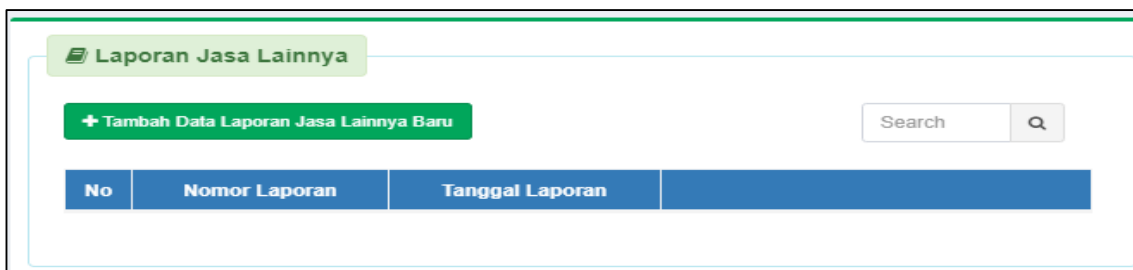 Laporan Jasa Lainnya
+ Tambah Data Laporan Jasa Lainnya Baru
Search
No Nomor Laporan Tanggal Laporan